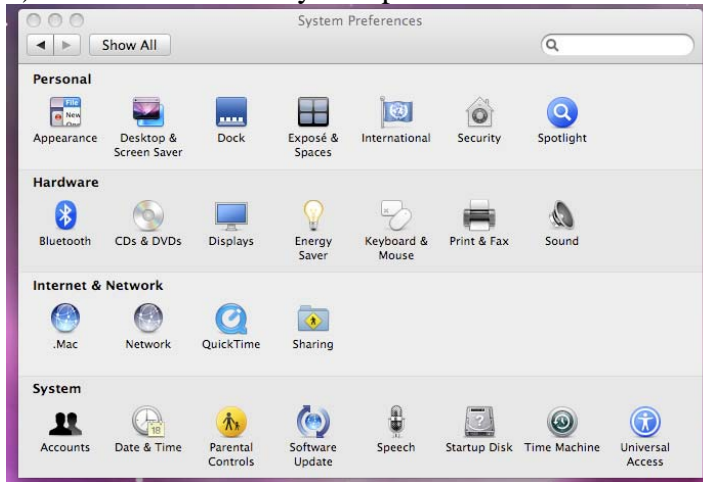 System Preferences
Show All
Personal
Appearance Desktop & Screen Saver Dock Exposé & Spaces International Security Spotlight
Hardware
Bluetooth CDs & DVDs Displays Energy Saver Keyboard & Mouse Print & Fax Sound
Internet & Network
.Mac Network QuickTime Sharing
System
Accounts Date & Time Parental Controls Software Update Speech Startup Disk Time Machine Universal Access